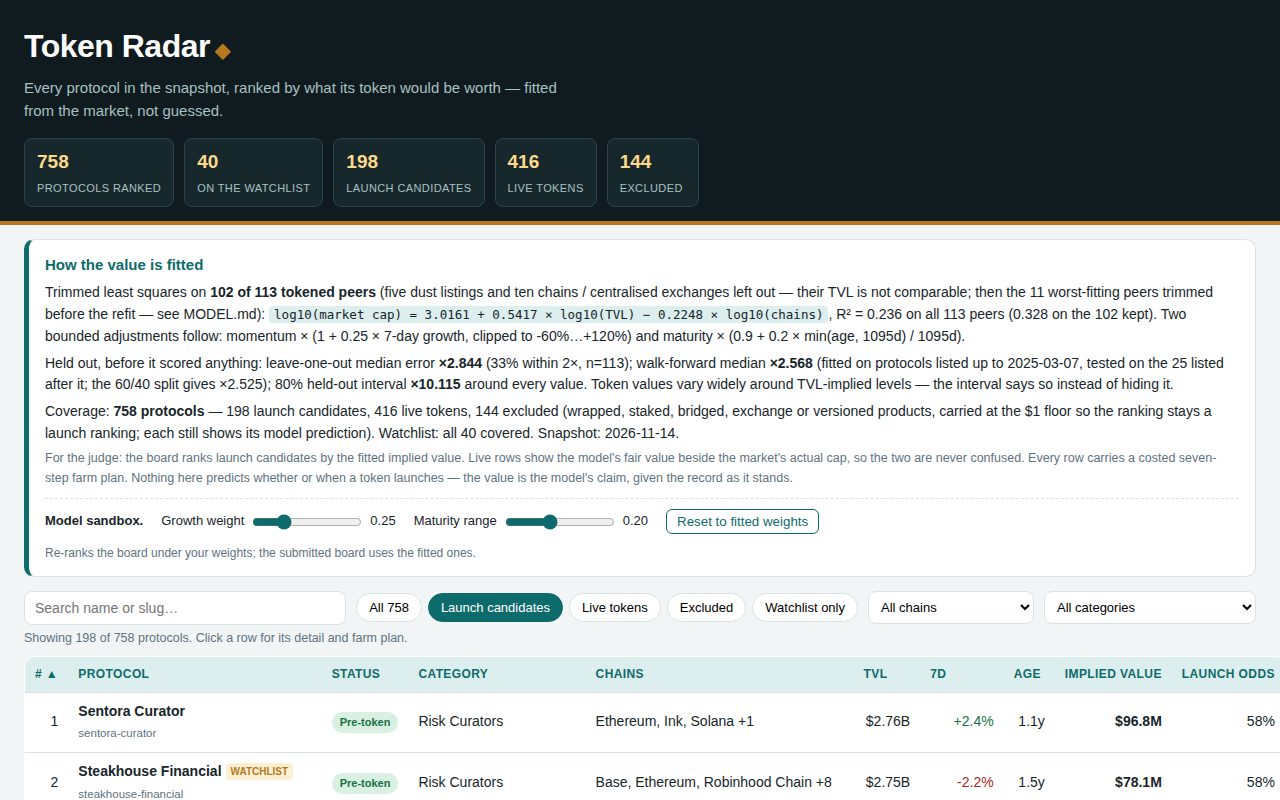 Token Radar ◆
Every protocol in the snapshot, ranked by what its token would be worth — fitted
from the market, not guessed.
758
PROTOCOLS RANKED
40
ON THE WATCHLIST
198
LAUNCH CANDIDATES
416
LIVE TOKENS
144
EXCLUDED
How the value is fitted
Trimmed least squares on 102 of 113 tokened peers (five dust listings and ten chains / centralised exchanges left out — their TVL is not comparable; then the 11 worst-fitting peers trimmed
before the refit — see MODEL.md): log10(market cap) = 3.0161 + 0.5417 × log10(TVL) − 0.2248 × log10(chains) , R² = 0.236 on all 113 peers (0.328 on the 102 kept). Two
bounded adjustments follow: momentum × (1 + 0.25 × 7-day growth, clipped to -60%…+120%) and maturity × (0.9 + 0.2 × min(age, 1095d) / 1095d).
Held out, before it scored anything: leave-one-out median error ×2.844 (33% within 2×, n=113); walk-forward median ×2.568 (fitted on protocols listed up to 2025-03-07, tested on the 25 listed
after it; the 60/40 split gives ×2.525); 80% held-out interval ×10.115 around every value. Token values vary widely around TVL-implied levels — the interval says so instead of hiding it.
Coverage: 758 protocols — 198 launch candidates, 416 live tokens, 144 excluded (wrapped, staked, bridged, exchange or versioned products, carried at the $1 floor so the ranking stays a
launch ranking; each still shows its model prediction). Watchlist: all 40 covered. Snapshot: 2026-11-14.
For the judge: the board ranks launch candidates by the fitted implied value. Live rows show the model's fair value beside the market's actual cap, so the two are never confused. Every row carries a costed seven-
step farm plan. Nothing here predicts whether or when a token launches — the value is the model's claim, given the record as it stands.
Model sandbox. Growth weight 0.25 Maturity range 0.20 Reset to fitted weights
Re-ranks the board under your weights; the submitted board uses the fitted ones.
Search name or slug… All 758 Launch candidates Live tokens Excluded Watchlist only All chains All categories
Showing 198 of 758 protocols. Click a row for its detail and farm plan.
# ▲ PROTOCOL STATUS CATEGORY CHAINS TVL 7D AGE IMPLIED VALUE LAUNCH ODDS
1 Sentora Curator Pre-token Risk Curators Ethereum, Ink, Solana +1 $2.76B +2.4% 1.1y $96.8M 58%
sentora-curator
2 Steakhouse Financial WATCHLIST Pre-token Risk Curators Base, Ethereum, Robinhood Chain +8 $2.75B -2.2% 1.5y $78.1M 58%
steakhouse-financial